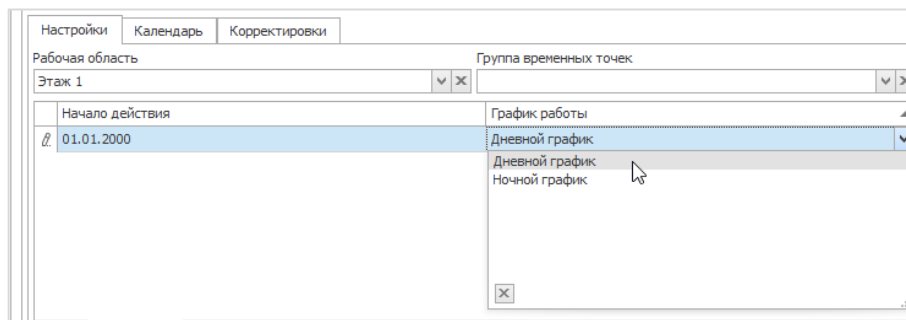 Настройки Календарь Корректировки
Рабочая область Группа временных точек
Этаж 1
Начало действия График работы
01.01.2000 Дневной график
Дневной график
Ночной график